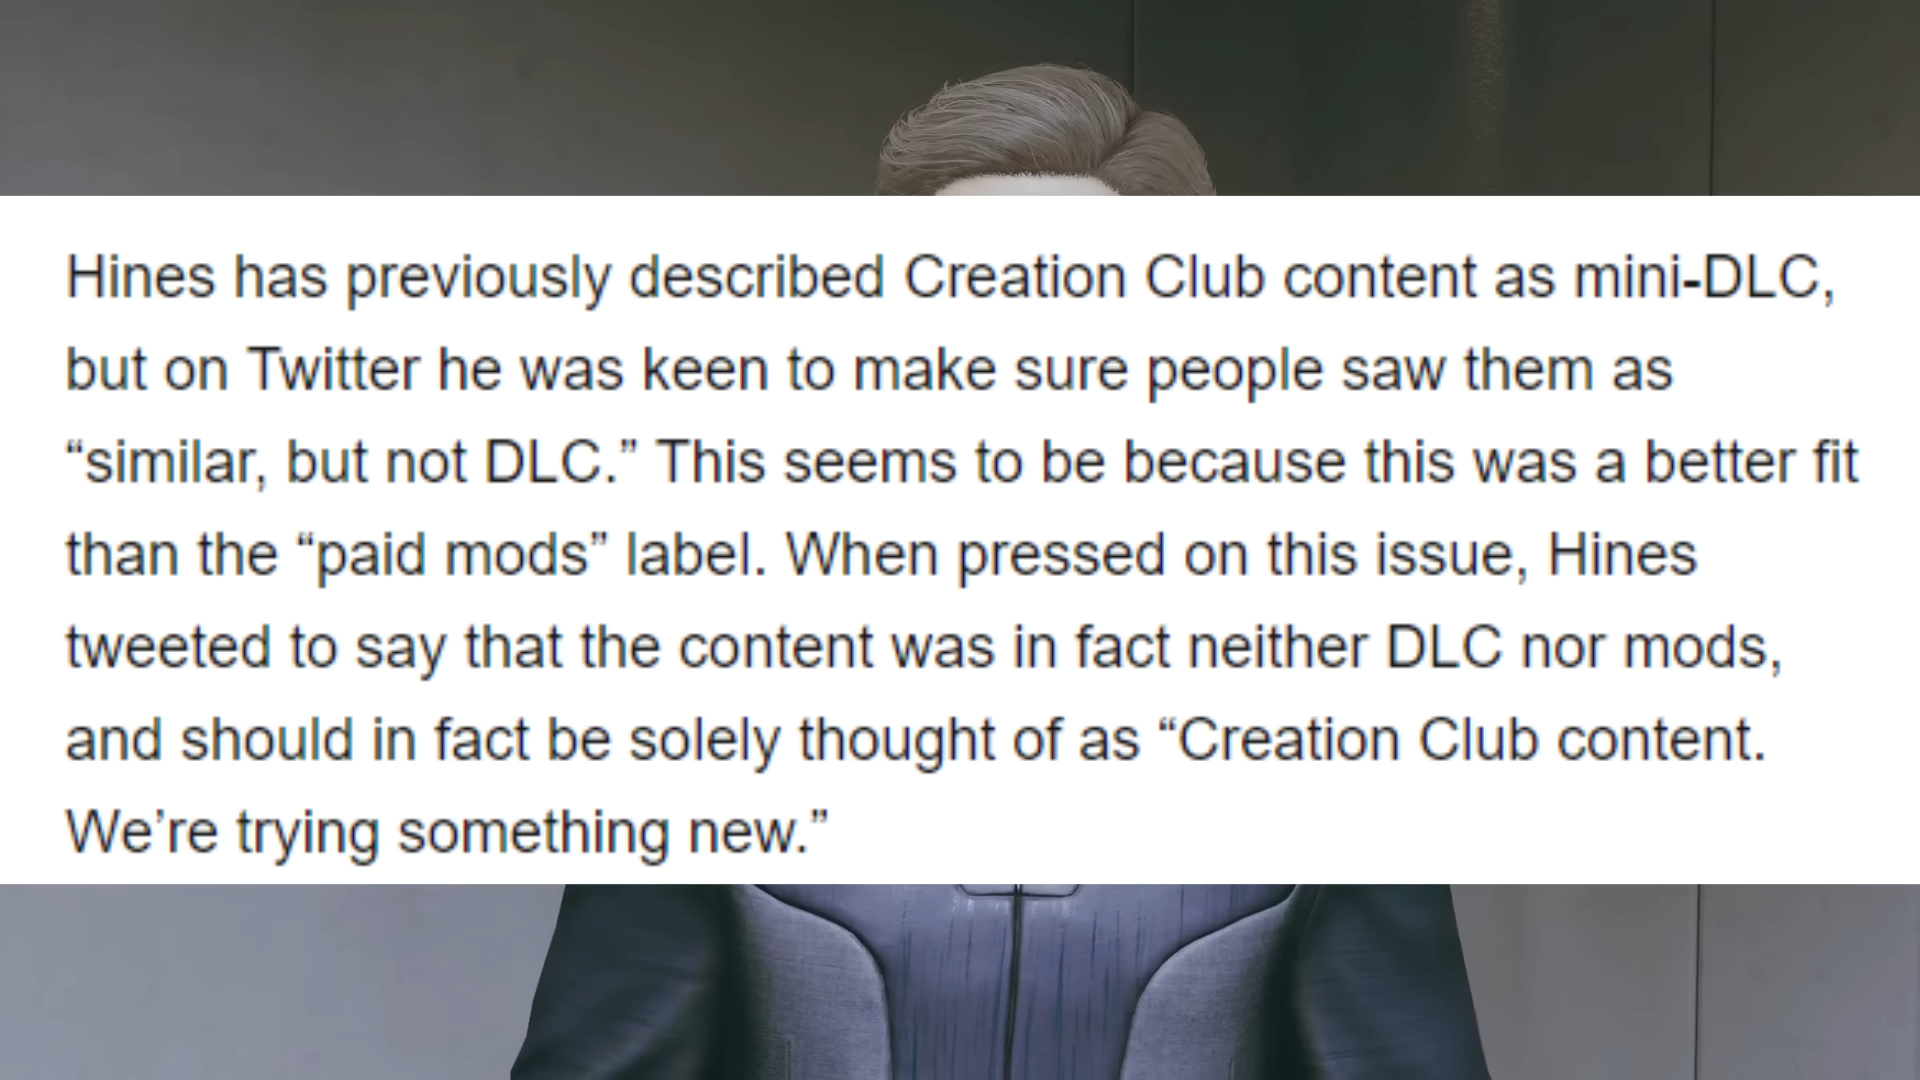 Hines has previously described Creation Club content as mini-DLC,
but on Twitter he was keen to make sure people saw them as
“similar, but not DLC.” This seems to be because this was a better fit
than the “paid mods” label. When pressed on this issue, Hines
tweeted to say that the content was in fact neither DLC nor mods,
and should in fact be solely thought of as “Creation Club content.
We’re trying something new.”